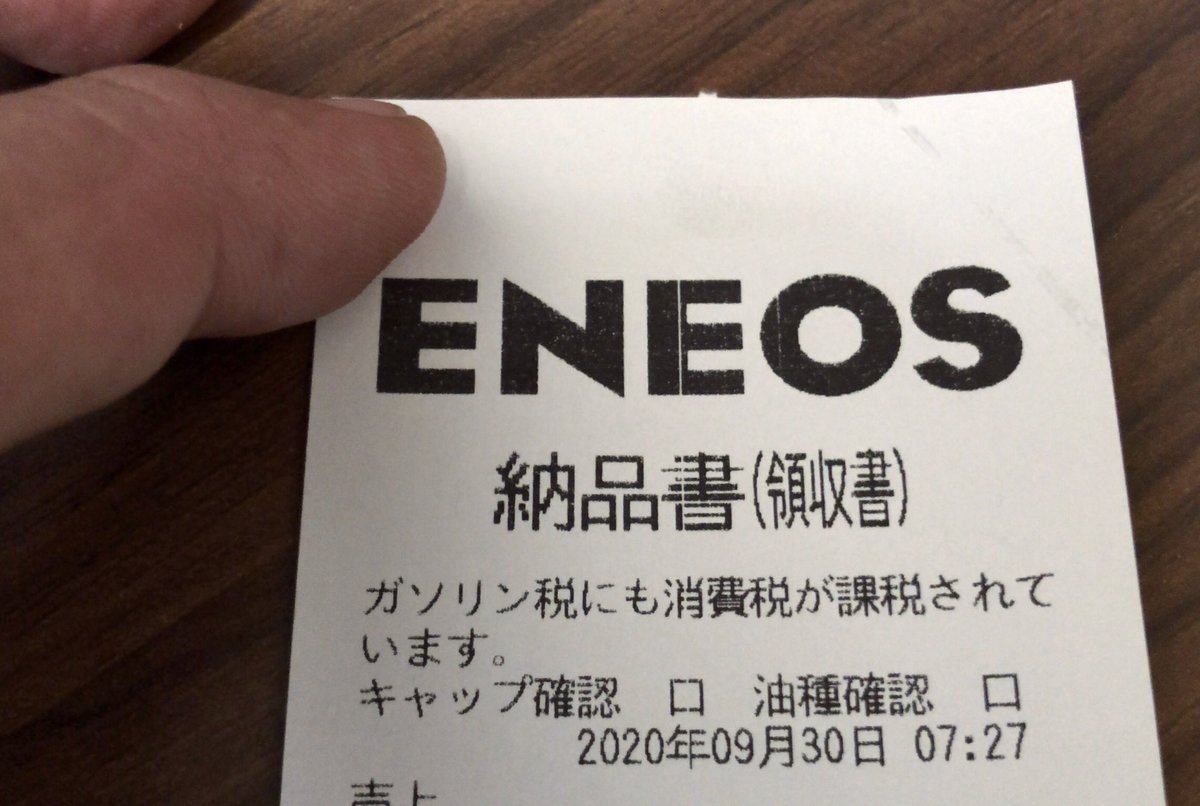 ENEOS
納品書(領収書)
ガソリン税にも消費税が課税されて
います。
キャップ確認 □ 油種確認 □
2020年09月30日 07:27
売上